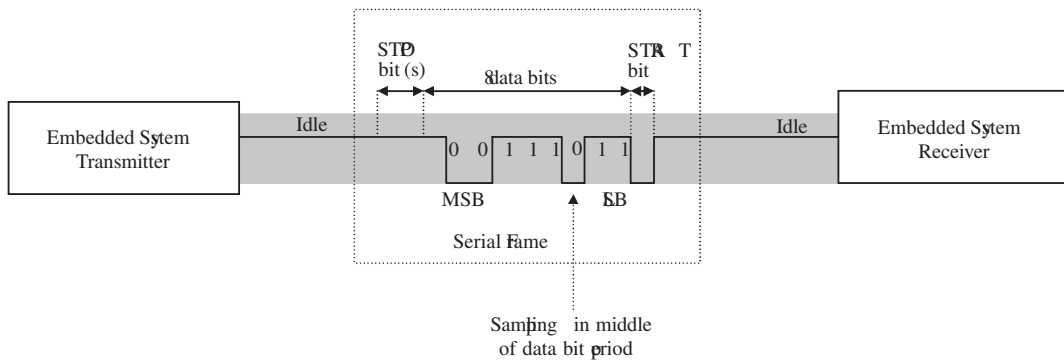 STOP
bit (s)
8 data bits
START
bit
Idle
Idle
Embedded System
Transmitter
Embedded System
Receiver
0 0 1 1 1 0 1 1
MSB
LSB
Serial Frame
Sampling in middle
of data bit period